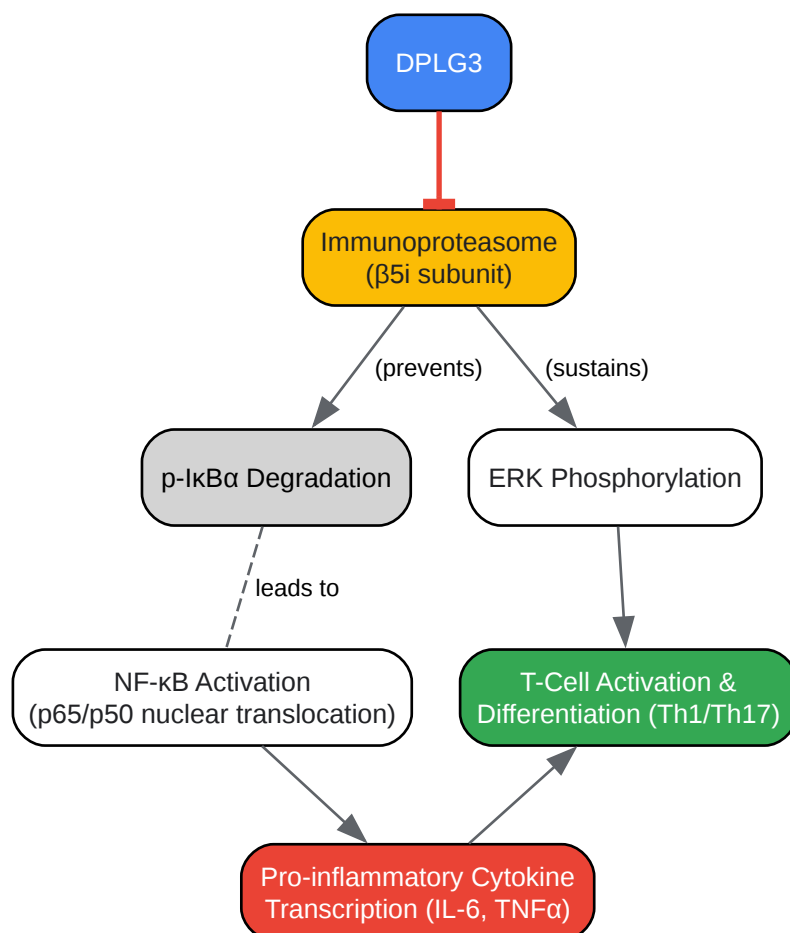 DPLG3
Immunoproteasome
(β5i subunit)
(prevents)
(sustains)
p-IκBα Degradation
ERK Phosphorylation
leads to
NF-κB Activation
(p65/p50 nuclear translocation)
T-Cell Activation &
Differentiation (Th1/Th17)
Pro-inflammatory Cytokine
Transcription (IL-6, TNFα)